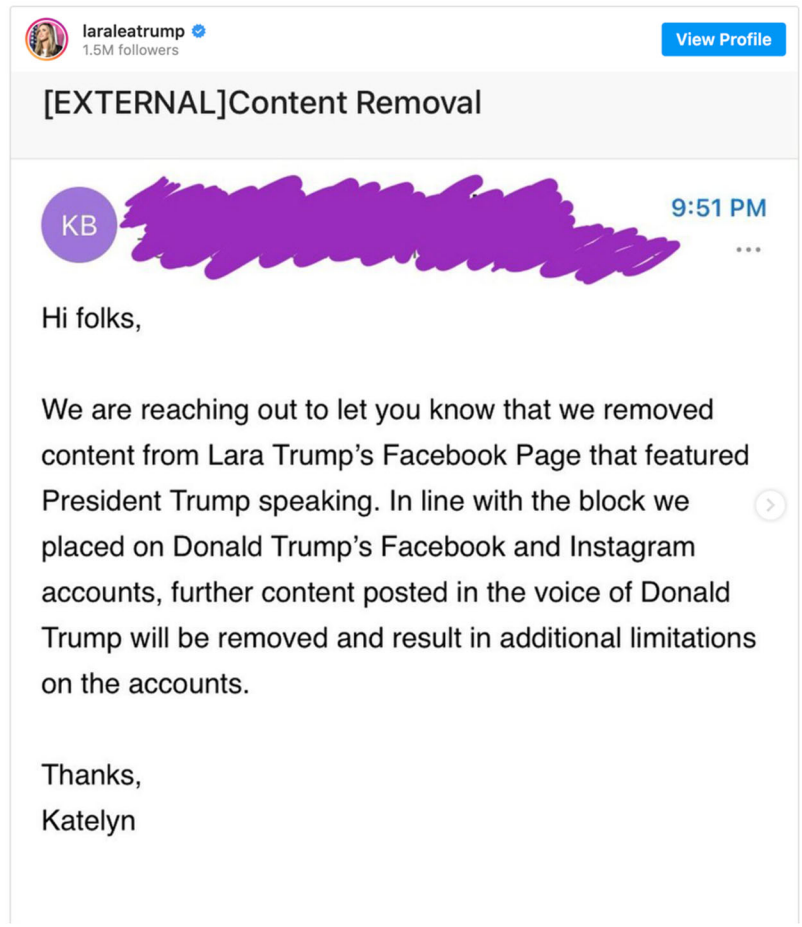 laraleatrump
1.5M followers
View Profile
[EXTERNAL]Content Removal
KB
9:51 PM
Hi folks,
We are reaching out to let you know that we removed
content from Lara Trump’s Facebook Page that featured
President Trump speaking. In line with the block we
placed on Donald Trump’s Facebook and Instagram
accounts, further content posted in the voice of Donald
Trump will be removed and result in additional limitations
on the accounts.
Thanks,
Katelyn